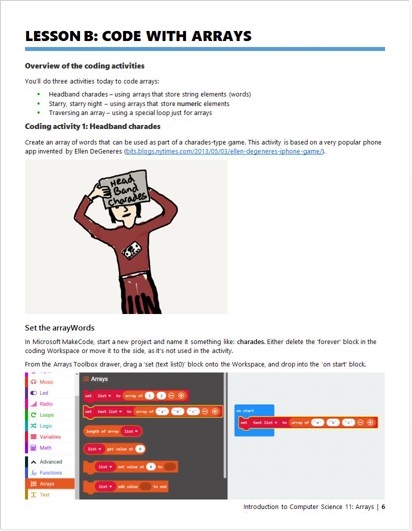 LESSON B: CODE WITH ARRAYS
Overview of the coding activities
You'll do three activities today to code arrays:
• Headband charades – using arrays that store string elements (words)
• Starry, starry night – using arrays that store numeric elements
• Traversing an array – using a special loop just for arrays
Coding activity 1: Headband charades
Create an array of words that can be used as part of a charades-type game. This activity is based on a very popular phone
app invented by Ellen DeGeneres (bits.blogs.nytimes.com/2013/05/03/ellen-degeneres-iphone-game/).
Head
Band
Charades
Set the arrayWords
In Microsoft MakeCode, start a new project and name it something like: charades. Either delete the 'forever' block in the
coding Workspace or move it to the side, as it's not used in the activity.
From the Arrays Toolbox drawer, drag a 'set (text list0)' block onto the Workspace, and drop into the 'on start' block.
Music
Led
Radio
Loops
Logic
Variables
Math
Advanced
Functions
Arrays
Text
Arrays
set list to array of 1 2
set text list to array of
length of array list
list get value at 0
list set value at 0 to
list add value to end
on start
set text list to array of
Introduction to Computer Science 11: Arrays | 6